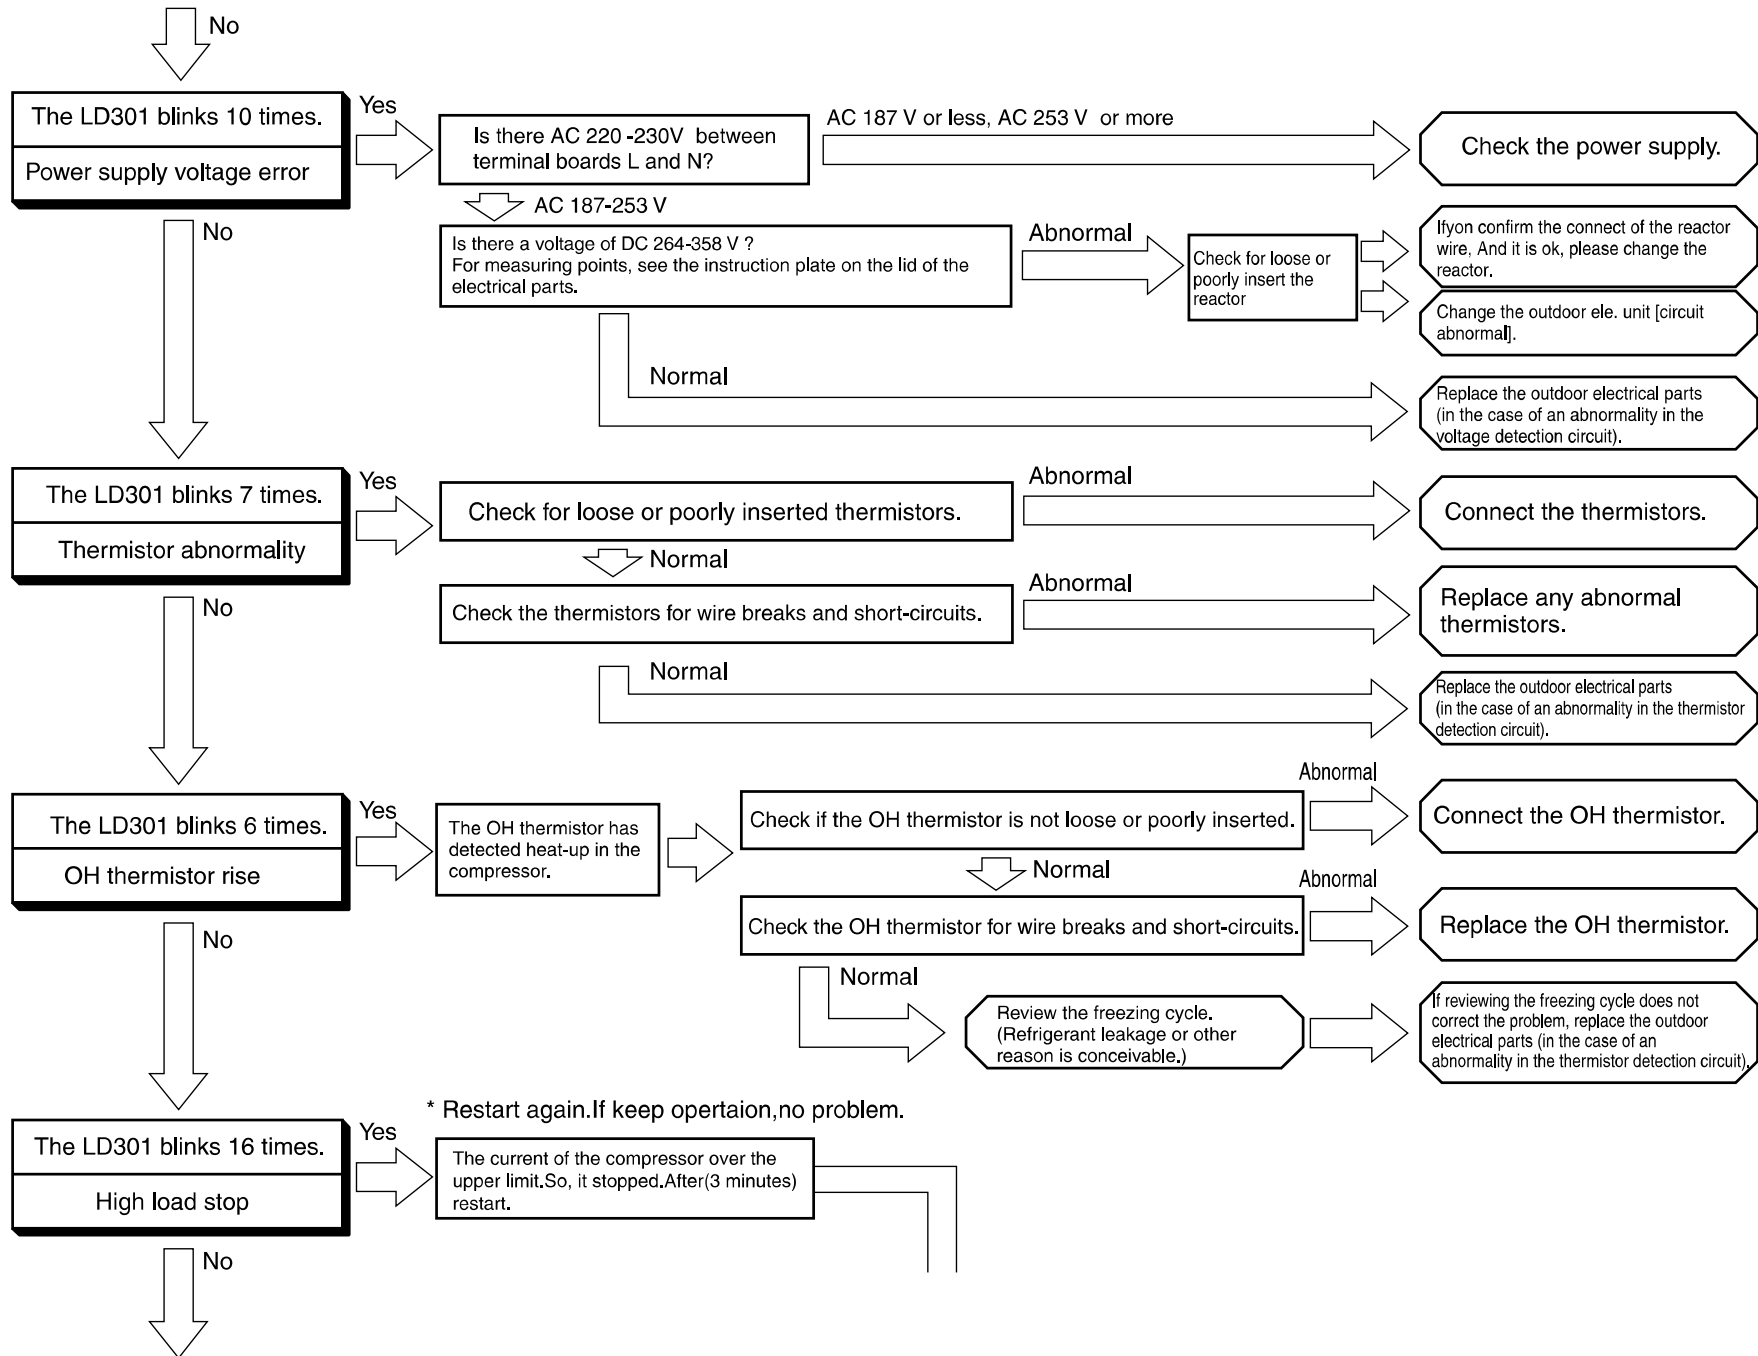 No
The LD301 blinks 10 times.
Power supply voltage error
Yes
Is there AC 220 -230V between
terminal boards L and N?
AC 187 V or less, AC 253 V or more
Check the power supply.
AC 187-253 V
No
Is there a voltage of DC 264-358 V ?
For measuring points, see the instruction plate on the lid of the
electrical parts.
Abnormal
Check for loose or
poorly insert the
reactor
Ifyon confirm the connect of the reactor
wire, And it is ok, please change the
reactor.
Change the outdoor ele. unit [circuit
abnormal].
Normal
Replace the outdoor electrical parts
(in the case of an abnormality in the
voltage detection circuit).
The LD301 blinks 7 times.
Thermistor abnormality
Yes
Check for loose or poorly inserted thermistors.
Abnormal
Connect the thermistors.
Normal
No
Check the thermistors for wire breaks and short-circuits.
Abnormal
Replace any abnormal
thermistors.
Normal
Replace the outdoor electrical parts
(in the case of an abnormality in the thermistor
detection circuit).
The LD301 blinks 6 times.
OH thermistor rise
Yes
The OH thermistor has
detected heat-up in the
compressor.
Check if the OH thermistor is not loose or poorly inserted.
Abnormal
Connect the OH thermistor.
Normal
No
Check the OH thermistor for wire breaks and short-circuits.
Abnormal
Replace the OH thermistor.
Normal
Review the freezing cycle.
(Refrigerant leakage or other
reason is conceivable.)
If reviewing the freezing cycle does not
correct the problem, replace the outdoor
electrical parts (in the case of an
abnormality in the thermistor detection circuit).
* Restart again.If keep opertaion,no problem.
The LD301 blinks 16 times.
High load stop
Yes
The current of the compressor over the
upper limit.So, it stopped.After(3 minutes)
restart.
No